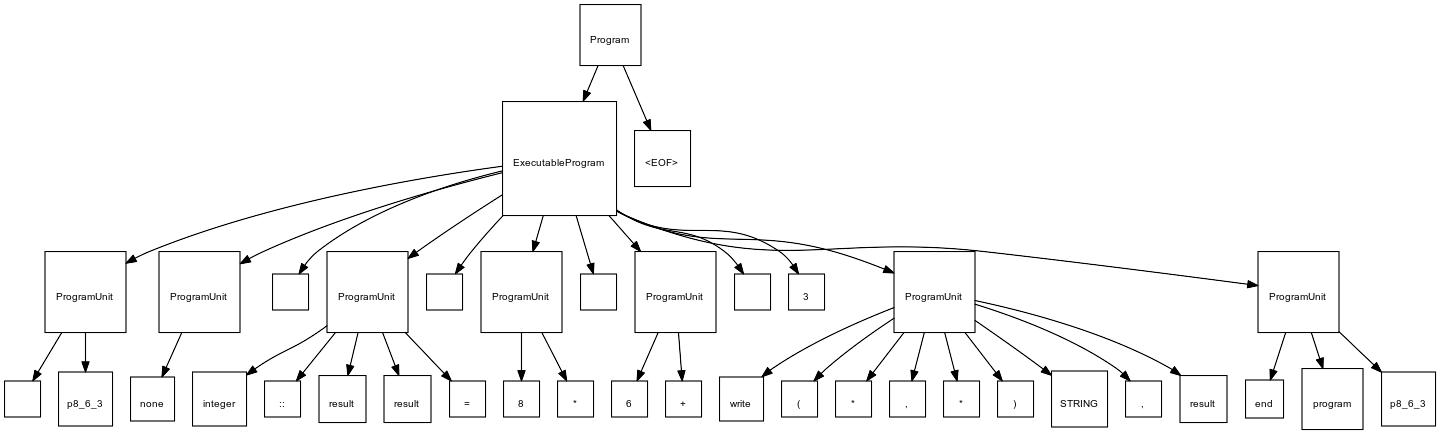 Program
ExecutableProgram
<EOF>
ProgramUnit
ProgramUnit
ProgramUnit
ProgramUnit
ProgramUnit
3
ProgramUnit
ProgramUnit
p8_6_3
none
integer
::
result
result
=
8
*
6
+
write
(
*
,
*
)
STRING
,
result
end
program
p8_6_3